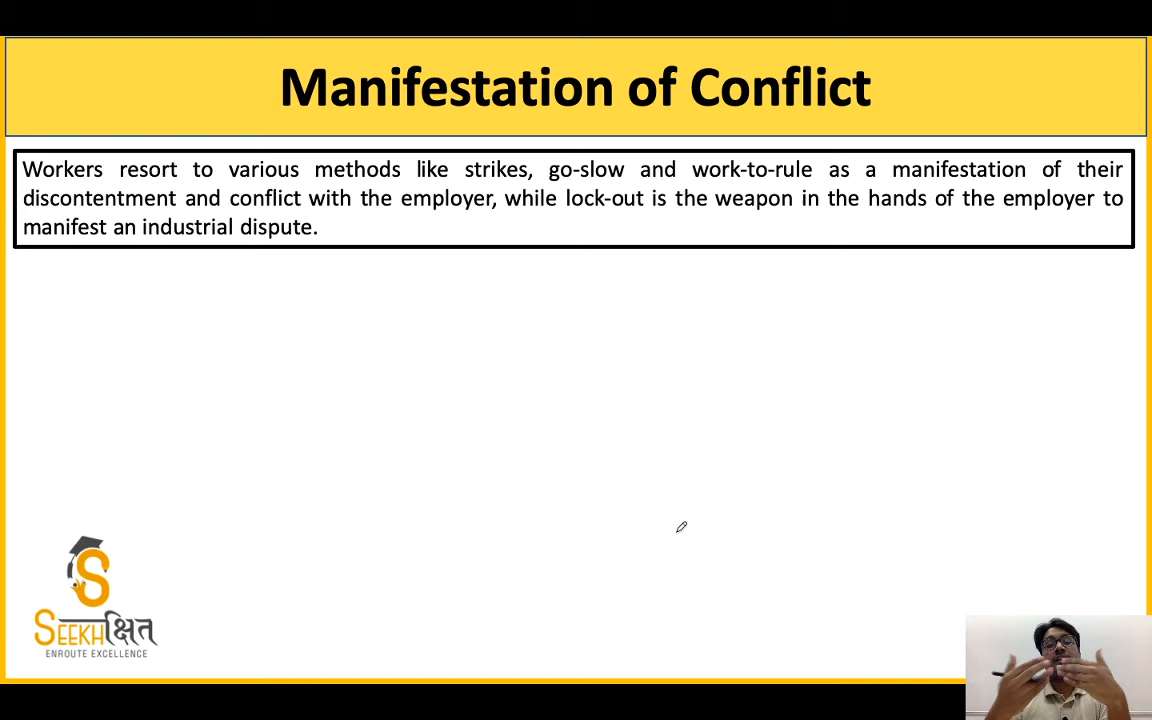 Manifestation of Conflict
Workers resort to various methods like strikes, go-slow and work-to-rule as a manifestation of their
discontentment and conflict with the employer, while lock-out is the weapon in the hands of the employer to
manifest an industrial dispute.
S
SEEKHक्षित
ENROUTE EXCELLENCE